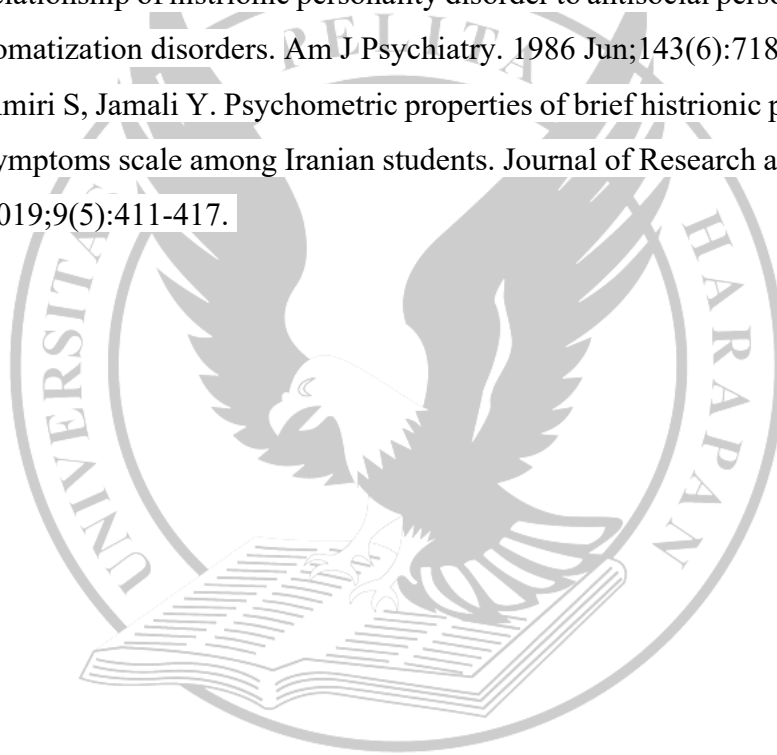 elationship of histrionic personality disorder to antisocial perso
omatization disorders. Am J Psychiatry. 1986 Jun;143(6):718
miri S, Jamali Y. Psychometric properties of brief histrionic p
ymptoms scale among Iranian students. Journal of Research a
019;9(5):411-417.
UNIVERSITA
PELITA
HARAPAN